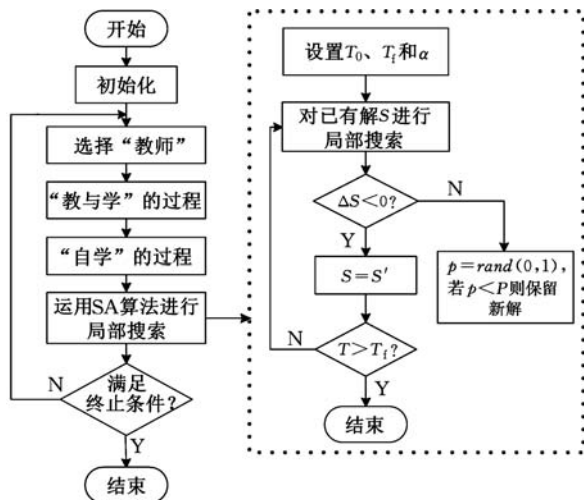 开始
初始化
选择“教师”
“教与学”的过程
“自学”的过程
运用SA算法进行
局部搜索
满足
终止条件?
N
Y
结束
设置T₀、T_f和α
对已有解S进行
局部搜索
ΔS<0?
N
Y
S=S′
p=rand(0,1),
若p<P则保留
新解
T>T_f?
N
Y
结束